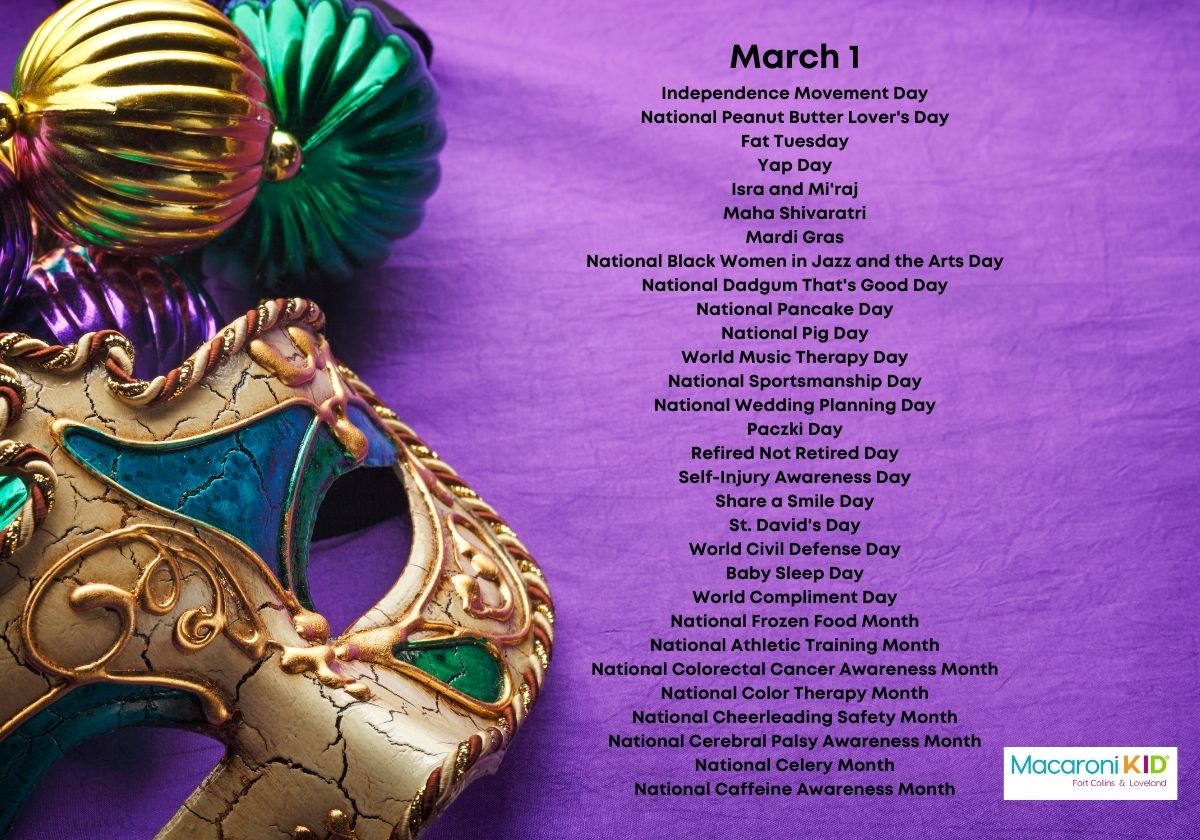 March 1
Independence Movement Day
National Peanut Butter Lover's Day
Fat Tuesday
Yap Day
Isra and Mi'raj
Maha Shivaratri
Mardi Gras
National Black Women in Jazz and the Arts Day
National Dadgum That's Good Day
National Pancake Day
National Pig Day
World Music Therapy Day
National Sportsmanship Day
National Wedding Planning Day
Paczki Day
Refired Not Retired Day
Self-Injury Awareness Day
Share a Smile Day
St. David's Day
World Civil Defense Day
Baby Sleep Day
World Compliment Day
National Frozen Food Month
National Athletic Training Month
National Colorectal Cancer Awareness Month
National Color Therapy Month
National Cheerleading Safety Month
National Cerebral Palsy Awareness Month
National Celery Month
National Caffeine Awareness Month
Macaroni KID®
Fort Collins & Loveland